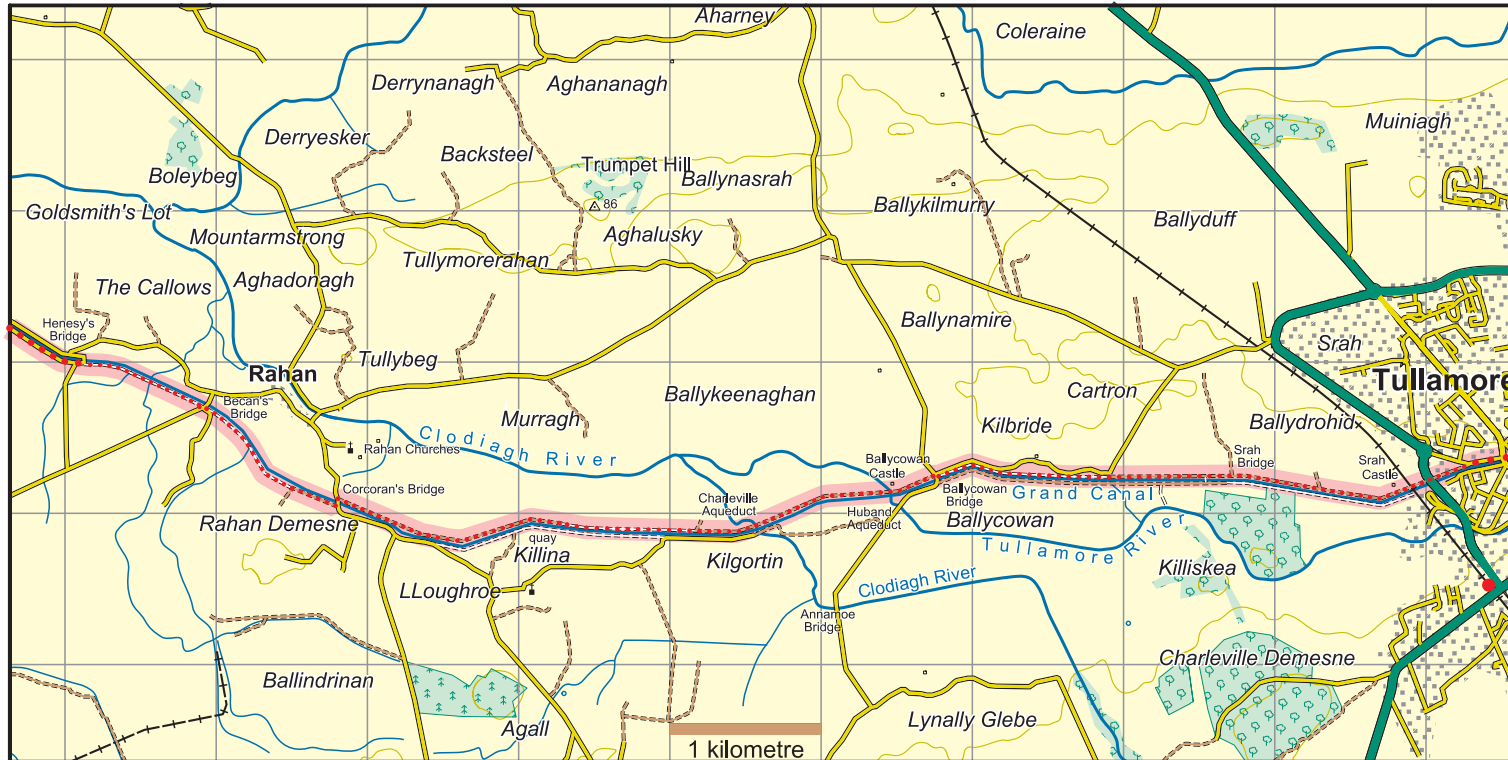 Aharney
Coleraine
Derrynanagh
Aghananagh
Muiniagh
Derryesker
Backsteel
Trumpet Hill
Boleybeg
Ballynasrah
86
Goldsmith's Lot
Ballykilmurry
Ballyduff
Mountarmstrong
Aghalusky
Tullymorerahan
Aghadonagh
The Callows
Henesy's
Bridge
Ballynamire
Srah
Tullybeg
Rahan
Tullamore
Ballykeenaghan
Cartron
Becan's
Bridge
Murragh
Kilbride
Ballydrohid
Clodiagh River
Rahan Churches
Ballycowan
Castle
Srah
Bridge
Srah
Castle
Corcoran's Bridge
Charleville
Aqueduct
Ballycowan
Bridge
Grand Canal
Huband
Aqueduct
Ballycowan
Rahan Demesne
quay
Killina
Kilgortin
Tullamore River
Killiskea
Clodiagh River
LLoughroe
Annamoe
Bridge
Charleville Demesne
Ballindrinan
Agall
Lynally Glebe
1 kilometre